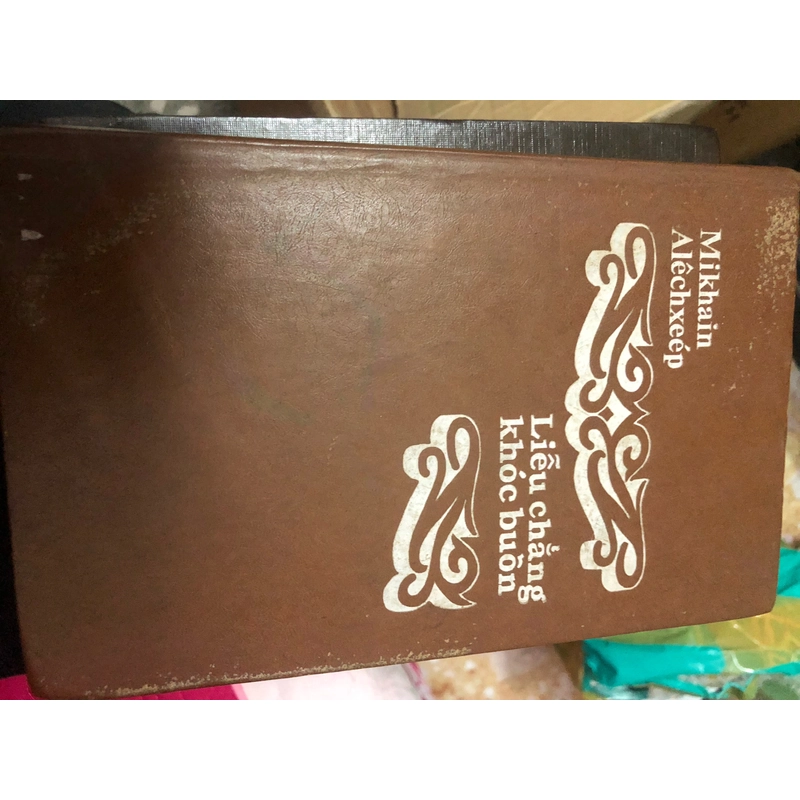 Mikhain
Alêchxeép
Liễu chẳng
khóc buồn